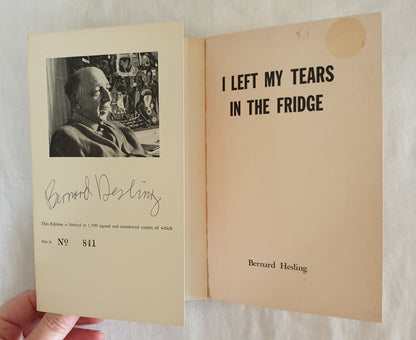 Bernard Hesling
This Edition is limited to 1,500 signed and numbered copies of which
this is No 841
I LEFT MY TEARS
IN THE FRIDGE
Bernard Hesling